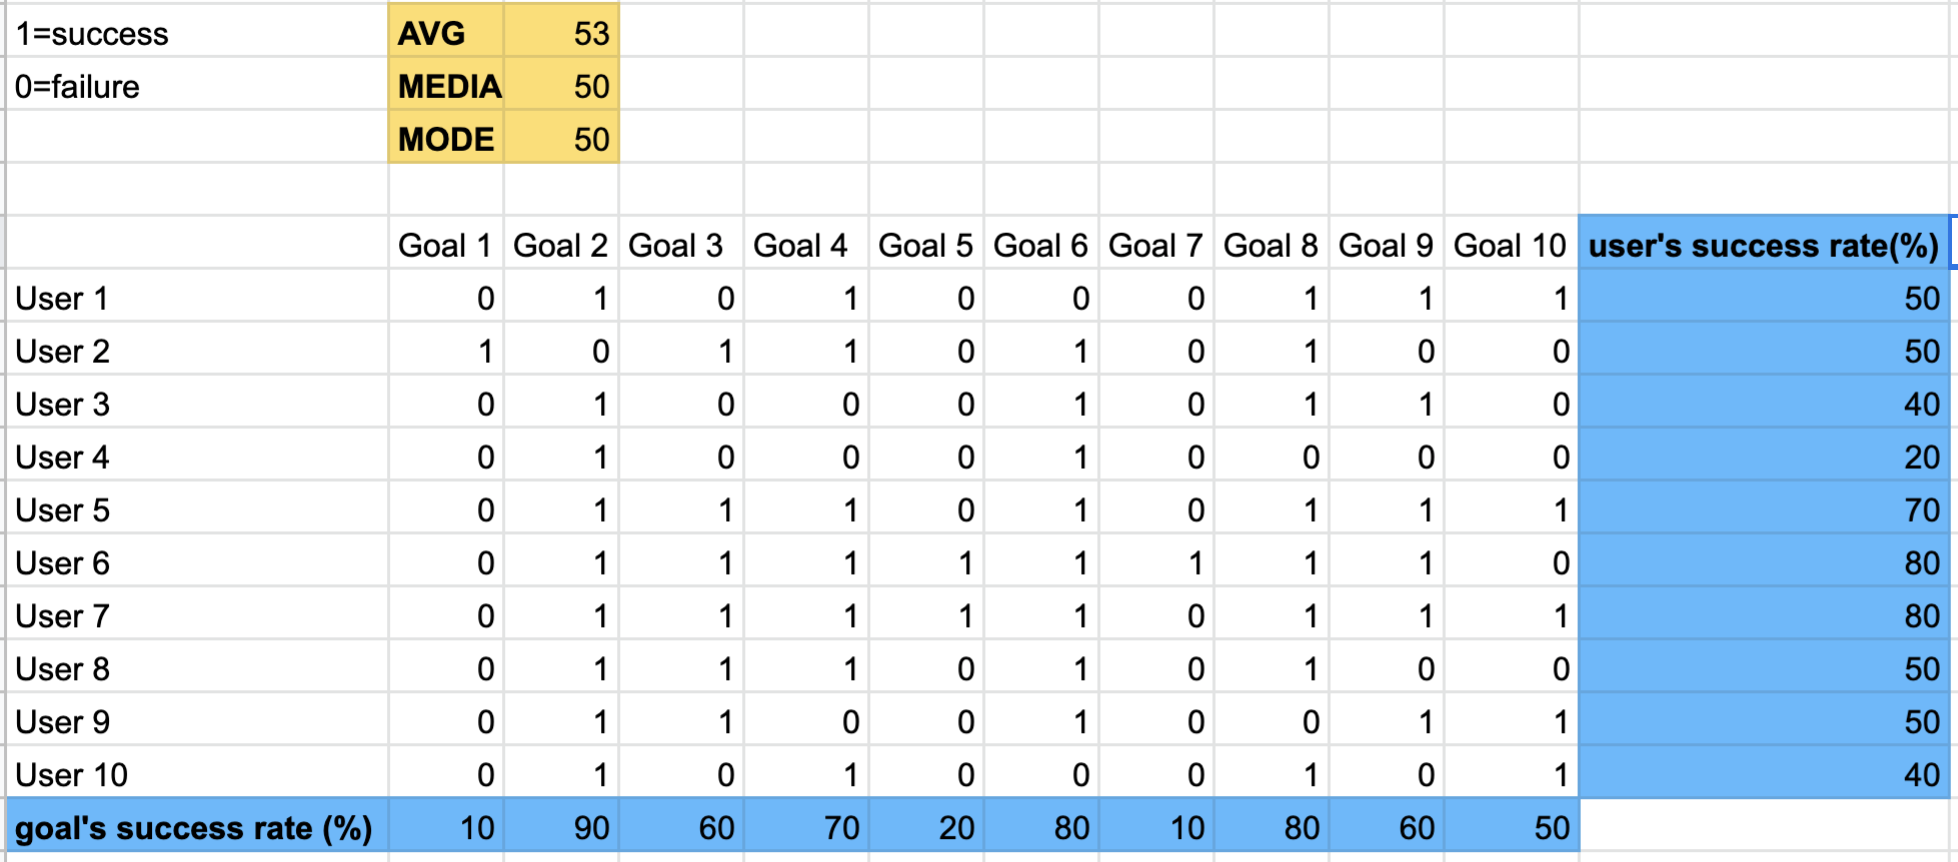 1=success AVG 53
0=failure MEDIA 50
MODE 50
Goal 1 Goal 2 Goal 3 Goal 4 Goal 5 Goal 6 Goal 7 Goal 8 Goal 9 Goal 10 user's success rate(%)
User 1 0 1 0 1 0 0 0 1 1 1 50
User 2 1 0 1 1 0 1 0 1 0 0 50
User 3 0 1 0 0 0 1 0 1 1 0 40
User 4 0 1 0 0 0 1 0 0 0 0 20
User 5 0 1 1 1 0 1 0 1 1 1 70
User 6 0 1 1 1 1 1 1 1 1 0 80
User 7 0 1 1 1 1 1 0 1 1 1 80
User 8 0 1 1 1 0 1 0 1 0 0 50
User 9 0 1 1 0 0 1 0 0 1 1 50
User 10 0 1 0 1 0 0 0 1 0 1 40
goal's success rate (%) 10 90 60 70 20 80 10 80 60 50